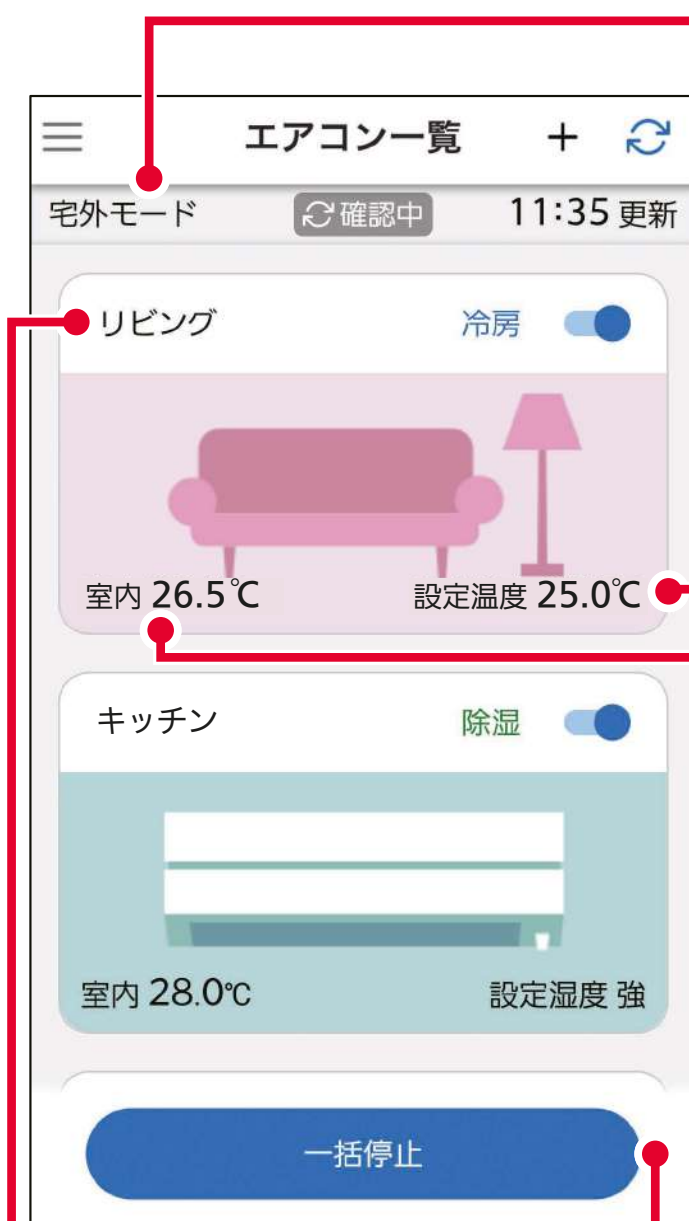 エアコン一覧 +
宅外モード 確認中 11:35 更新
リビング 冷房
室内 26.5℃ 設定温度 25.0℃
キッチン 除湿
室内 28.0℃ 設定湿度 強
一括停止